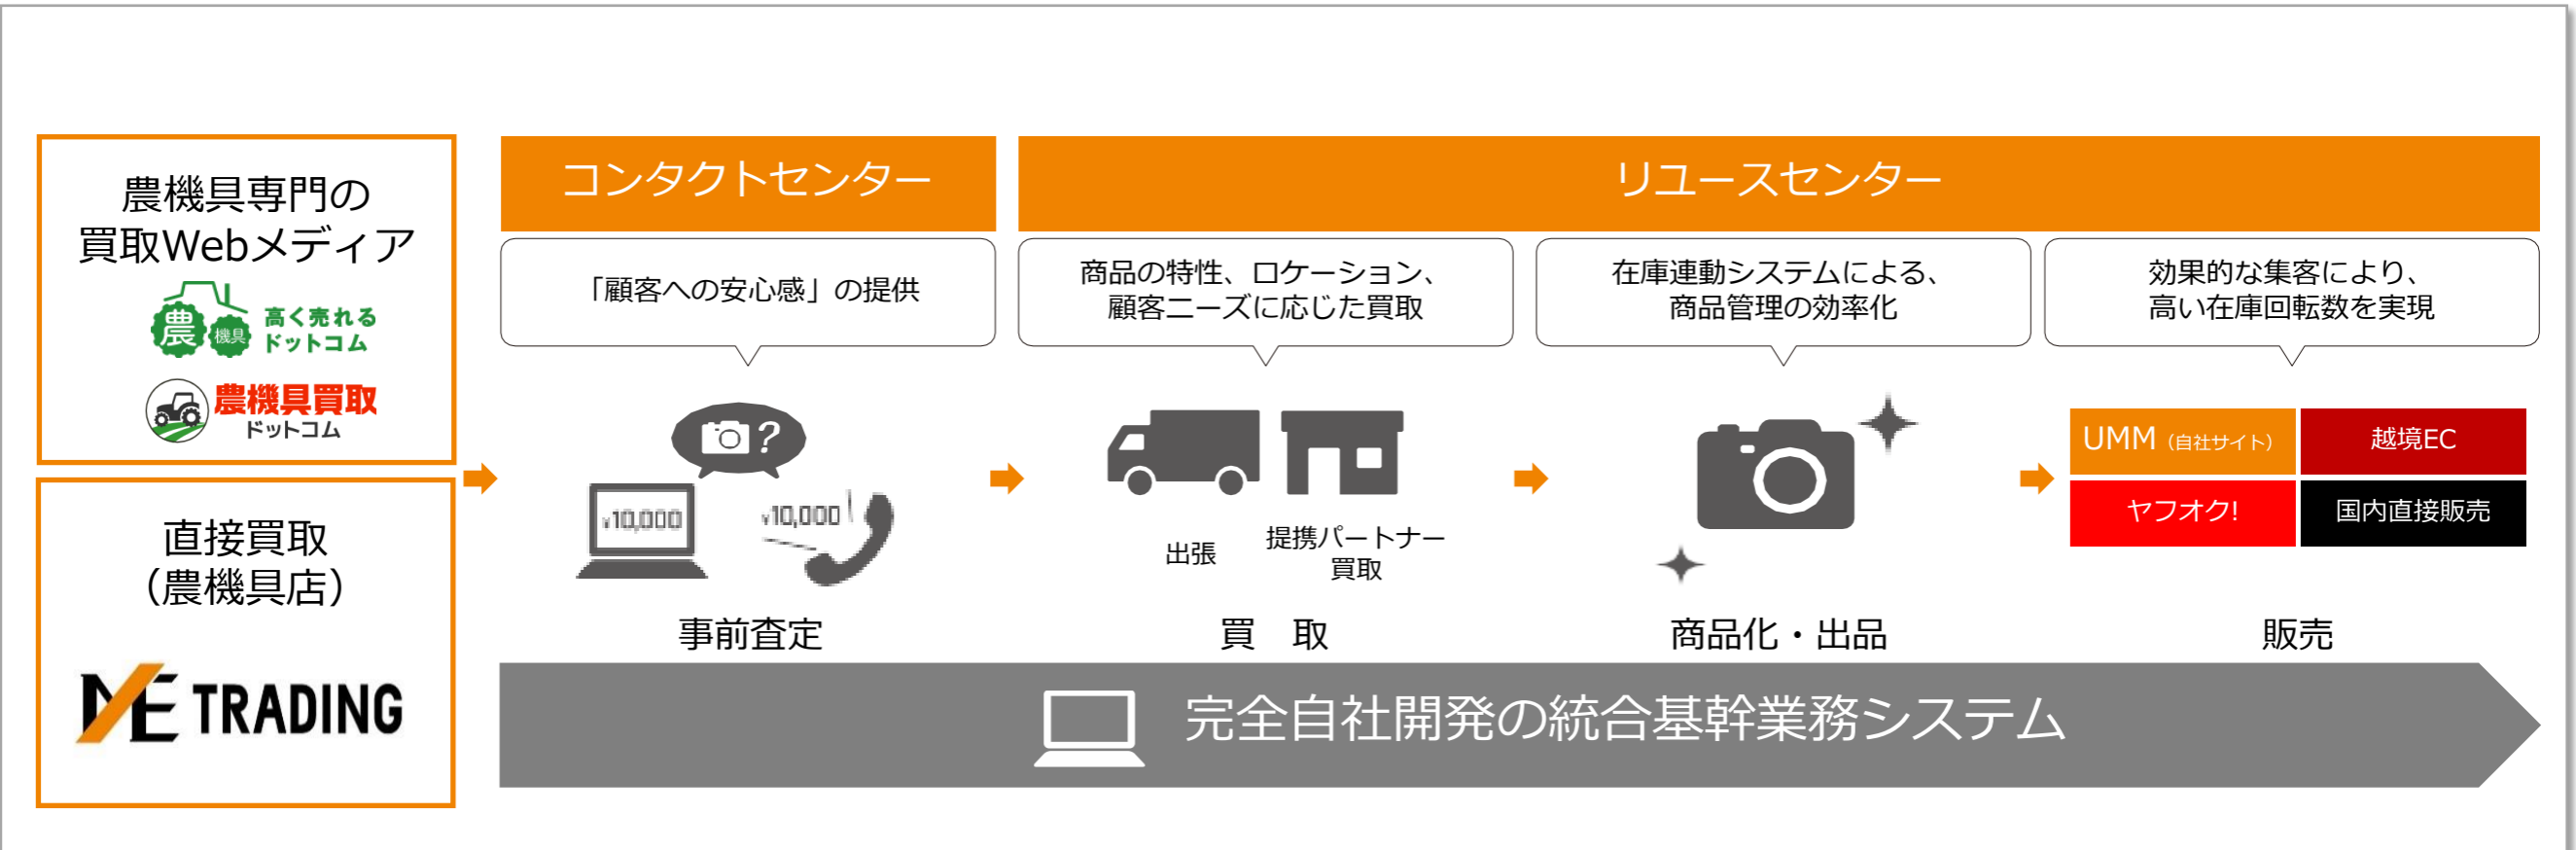 農機具専門の
買取Webメディア
農 機具
高く売れる
ドットコム
農機具買取
ドットコム
直接買取
（農機具店）
ME TRADING
コンタクトセンター
「顧客への安心感」の提供
?
¥10,000
¥10,000
事前査定
リユースセンター
商品の特性、ロケーション、
顧客ニーズに応じた買取
出張
提携パートナー
買取
買　取
在庫連動システムによる、
商品管理の効率化
商品化・出品
効果的な集客により、
高い在庫回転数を実現
UMM（自社サイト）
越境EC
ヤフオク!
国内直接販売
販売
完全自社開発の統合基幹業務システム